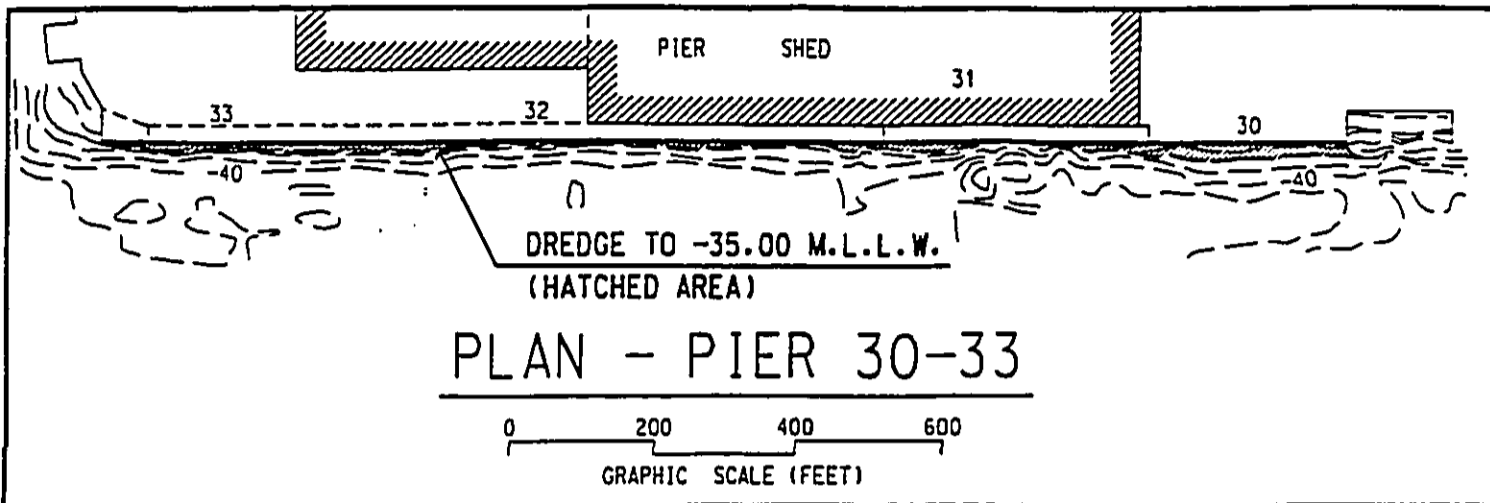 PIER SHED
31
33
32
30
-40
-40
DREDGE TO -35.00 M.L.L.W.
(HATCHED AREA)
PLAN - PIER 30-33
0 200 400 600
GRAPHIC SCALE (FEET)